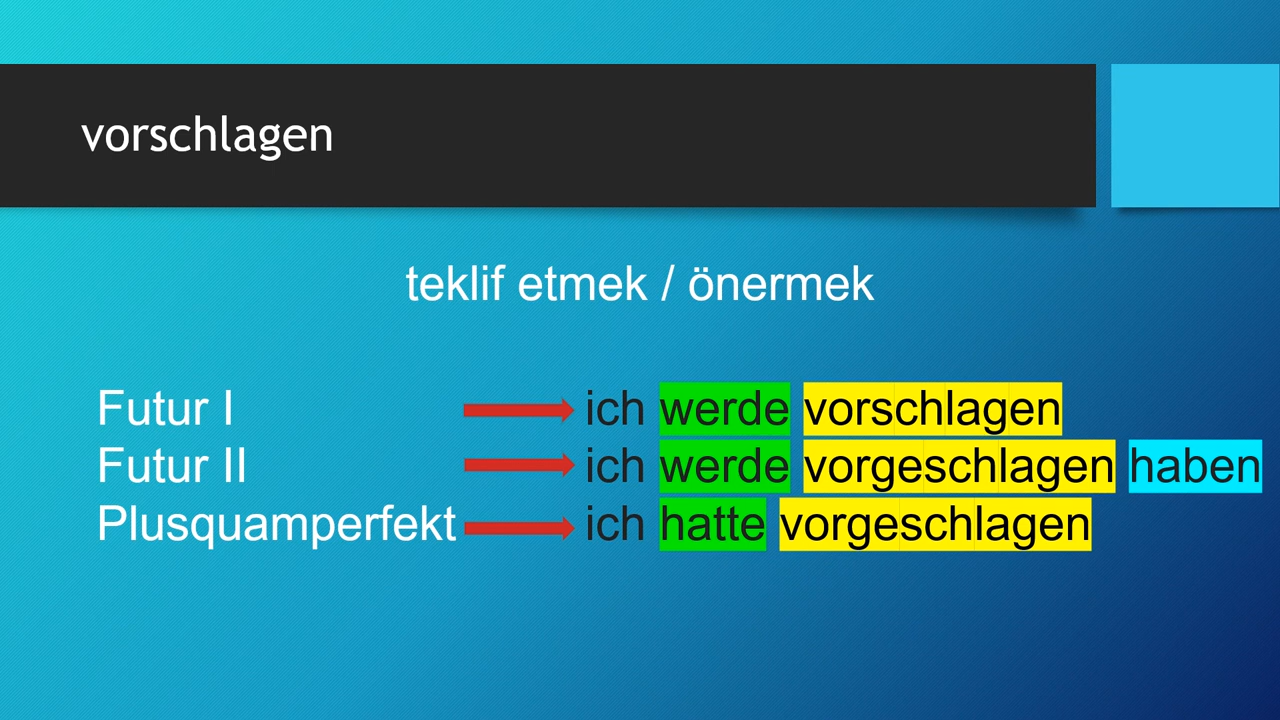 vorschlagen
teklif etmek / önermek
Futur I ich werde vorschlagen
Futur II ich werde vorgeschlagen haben
Plusquamperfekt ich hatte vorgeschlagen